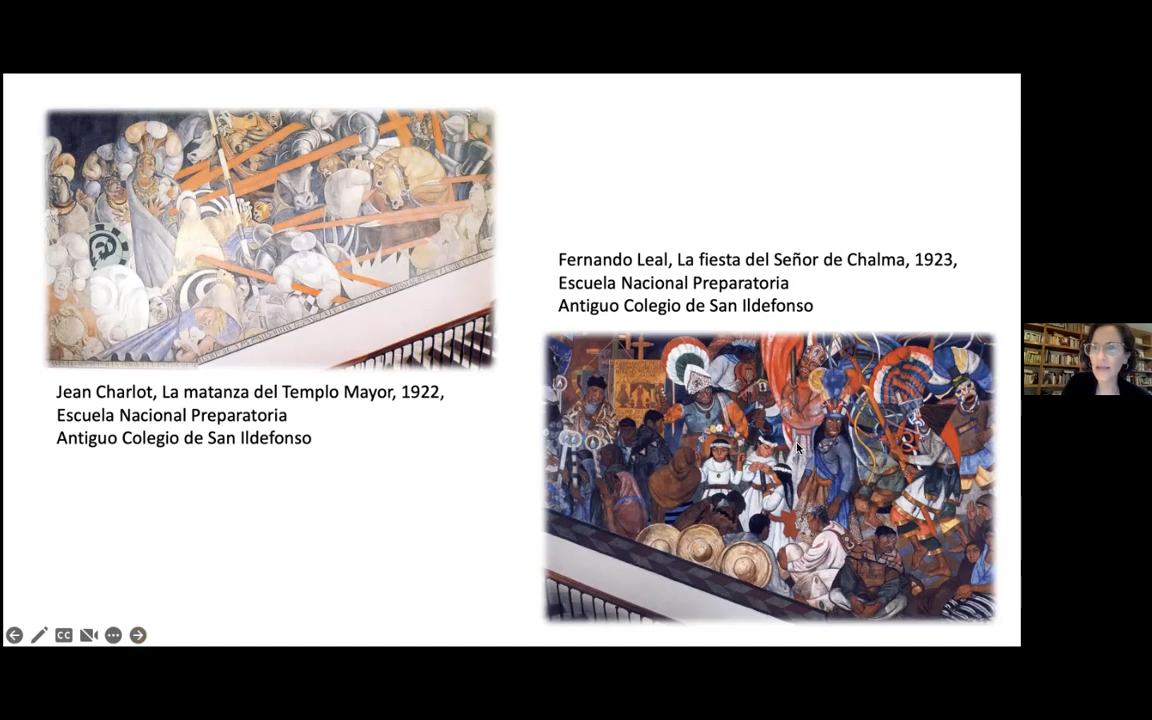 Jean Charlot, La matanza del Templo Mayor, 1922,
Escuela Nacional Preparatoria
Antiguo Colegio de San Ildefonso
Fernando Leal, La fiesta del Señor de Chalma, 1923,
Escuela Nacional Preparatoria
Antiguo Colegio de San Ildefonso
CC